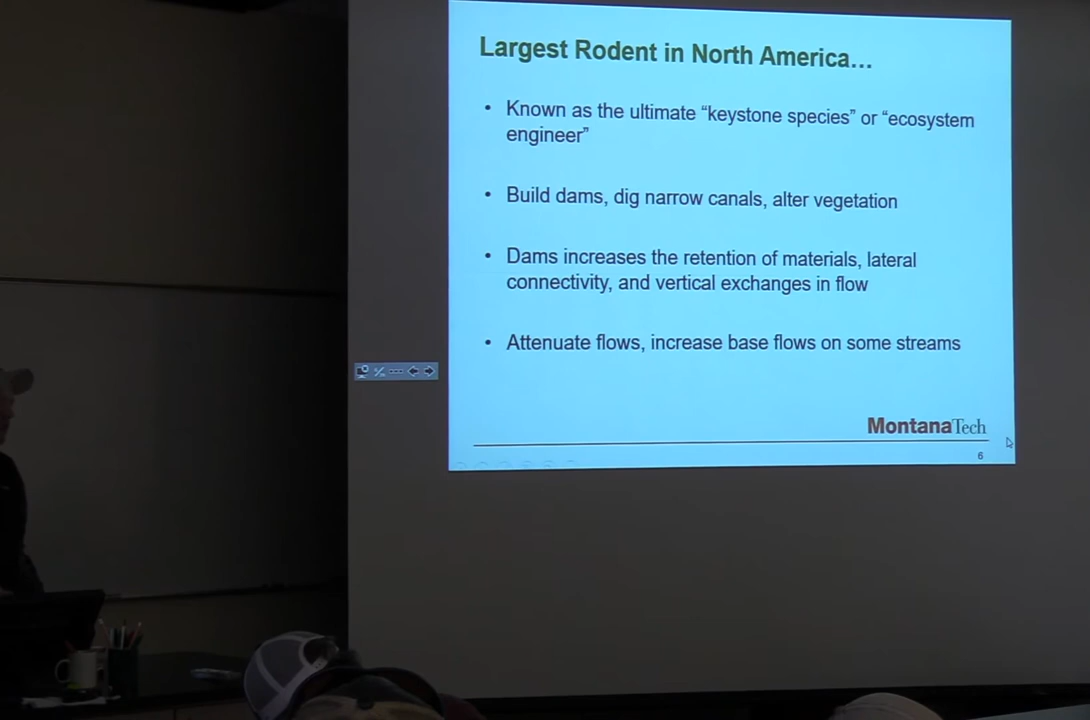 Largest Rodent in North America...
• Known as the ultimate “keystone species” or “ecosystem
engineer”
• Build dams, dig narrow canals, alter vegetation
• Dams increases the retention of materials, lateral
connectivity, and vertical exchanges in flow
• Attenuate flows, increase base flows on some streams
MontanaTech
6